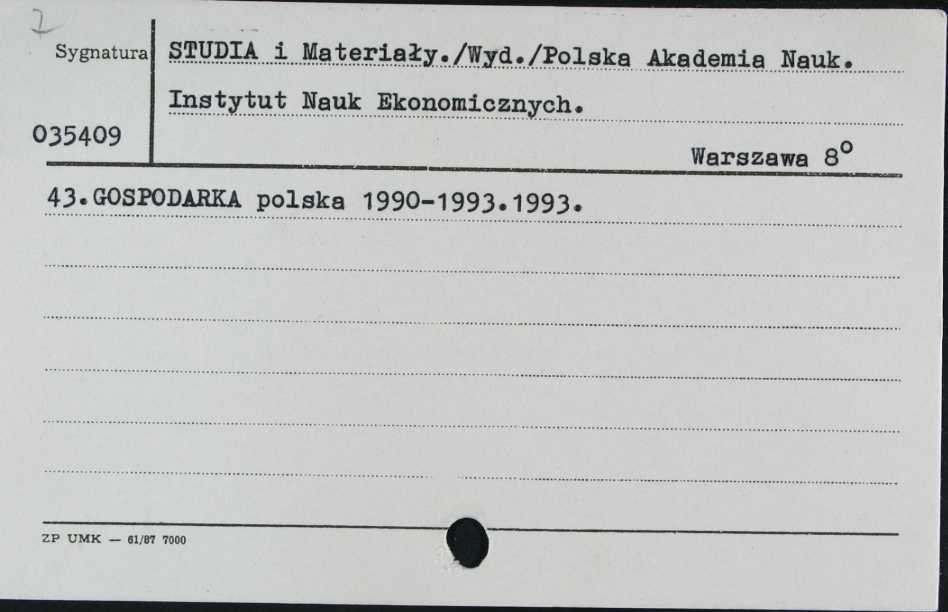 2
Sygnatura
STUDIA i Materiały./Wyd./Polska Akademia Nauk.
Instytut Nauk Ekonomicznych.
035409
Warszawa 8°
43.GOSPODARKA polska 1990-1993.1993.
ZP UMK — 61/87 7000